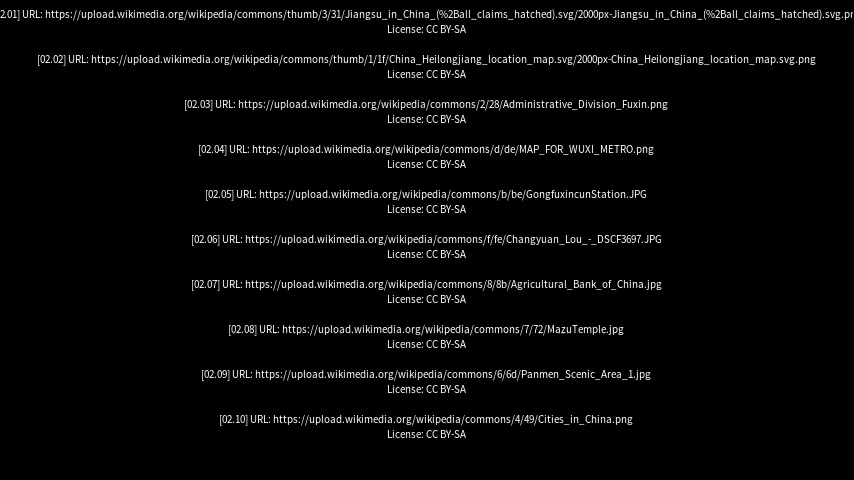 2.01] URL: https://upload.wikimedia.org/wikipedia/commons/thumb/3/31/Jiangsu_in_China_(%2Ball_claims_hatched).svg/2000px-Jiangsu_in_China_(%2Ball_claims_hatched).svg.pn
License: CC BY-SA
[02.02] URL: https://upload.wikimedia.org/wikipedia/commons/thumb/1/1f/China_Heilongjiang_location_map.svg/2000px-China_Heilongjiang_location_map.svg.png
License: CC BY-SA
[02.03] URL: https://upload.wikimedia.org/wikipedia/commons/2/28/Administrative_Division_Fuxin.png
License: CC BY-SA
[02.04] URL: https://upload.wikimedia.org/wikipedia/commons/d/de/MAP_FOR_WUXI_METRO.png
License: CC BY-SA
[02.05] URL: https://upload.wikimedia.org/wikipedia/commons/b/be/GongfuxincunStation.JPG
License: CC BY-SA
[02.06] URL: https://upload.wikimedia.org/wikipedia/commons/f/fe/Changyuan_Lou_-_DSCF3697.JPG
License: CC BY-SA
[02.07] URL: https://upload.wikimedia.org/wikipedia/commons/8/8b/Agricultural_Bank_of_China.jpg
License: CC BY-SA
[02.08] URL: https://upload.wikimedia.org/wikipedia/commons/7/72/MazuTemple.jpg
License: CC BY-SA
[02.09] URL: https://upload.wikimedia.org/wikipedia/commons/6/6d/Panmen_Scenic_Area_1.jpg
License: CC BY-SA
[02.10] URL: https://upload.wikimedia.org/wikipedia/commons/4/49/Cities_in_China.png
License: CC BY-SA